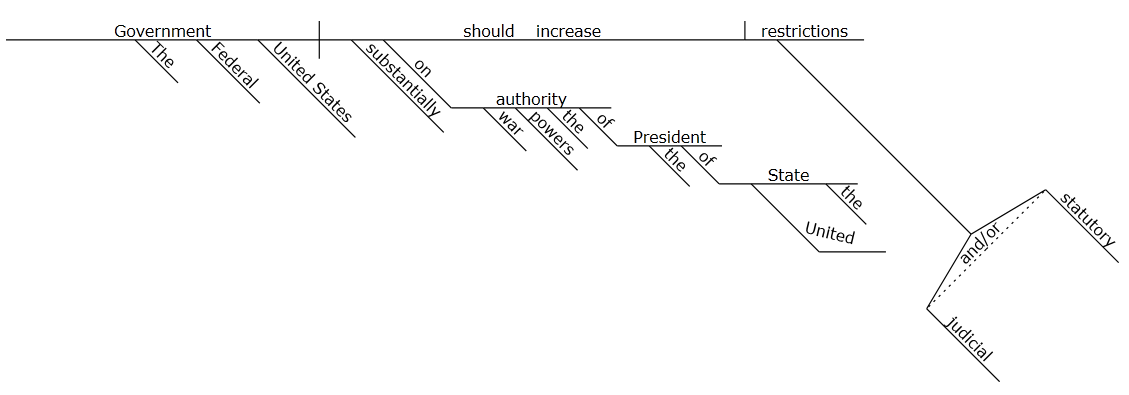 Government should increase restrictions
The Federal United States substantially on
authority
war powers the of
President
the of
State
the
United
and/or
statutory
judicial